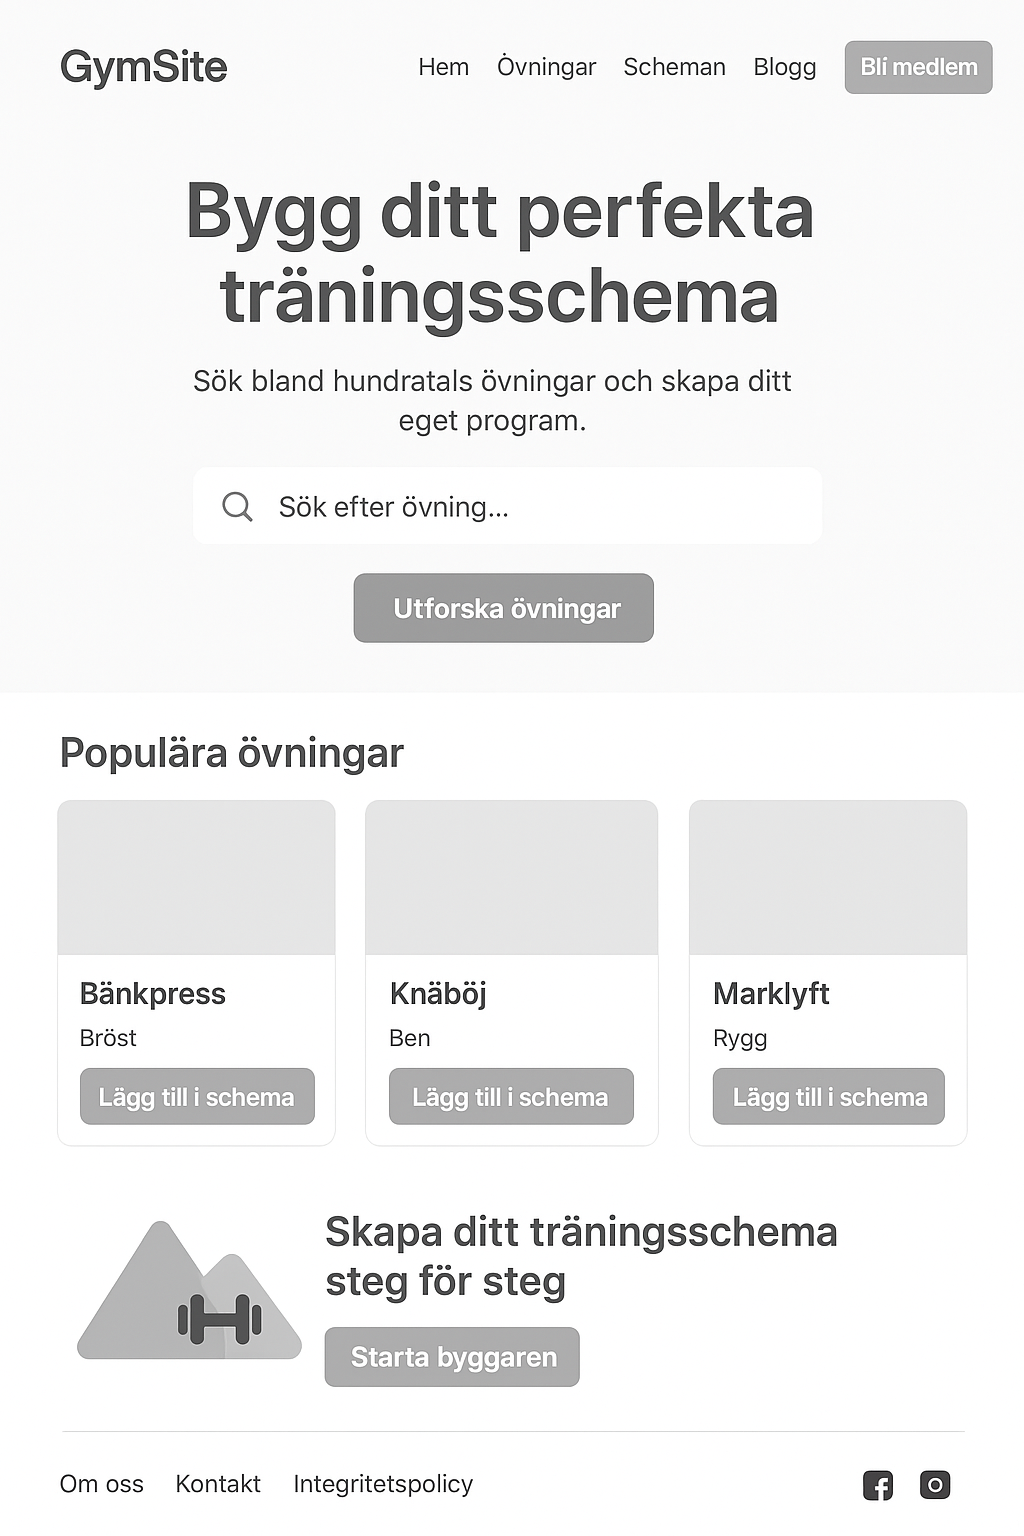 GymSite
Hem
Övningar
Scheman
Blogg
Bli medlem
Bygg ditt perfekta
träningsschema
Sök bland hundratals övningar och skapa ditt
eget program.
Sök efter övning...
Utforska övningar
Populära övningar
Bänkpress
Bröst
Lägg till i schema
Knäböj
Ben
Lägg till i schema
Marklyft
Rygg
Lägg till i schema
Skapa ditt träningsschema
steg för steg
Starta byggaren
Om oss
Kontakt
Integritetspolicy